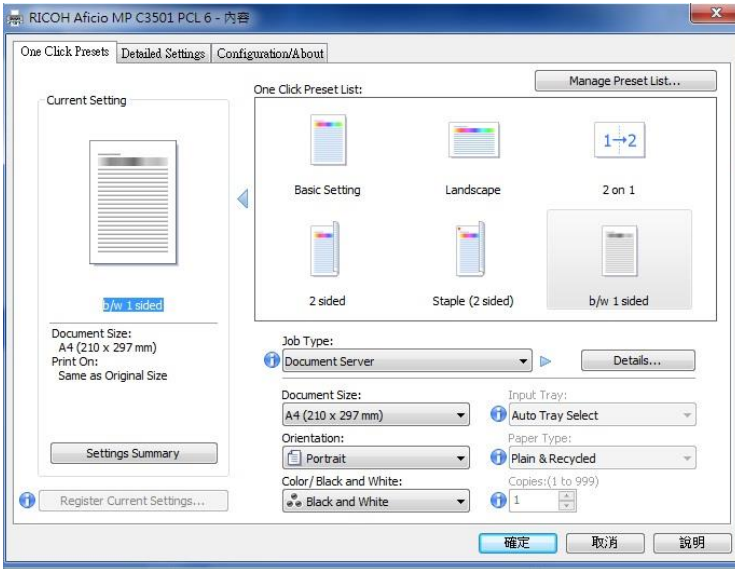 RICOH Aficio MP C3501 PCL 6 - 內容
One Click Presets
Detailed Settings
Configuration/About
Manage Preset List...
Current Setting
One Click Preset List:
1→2
Basic Setting
Landscape
2 on 1
2 sided
Staple (2 sided)
b/w 1 sided
b/w 1 sided
Document Size:
A4 (210 x 297 mm)
Print On:
Same as Original Size
Settings Summary
Register Current Settings...
Job Type:
Document Server
Details...
Document Size:
A4 (210 x 297 mm)
Orientation:
Portrait
Color/ Black and White:
Black and White
Input Tray:
Auto Tray Select
Paper Type:
Plain & Recycled
Copies:(1 to 999)
1
確定
取消
說明